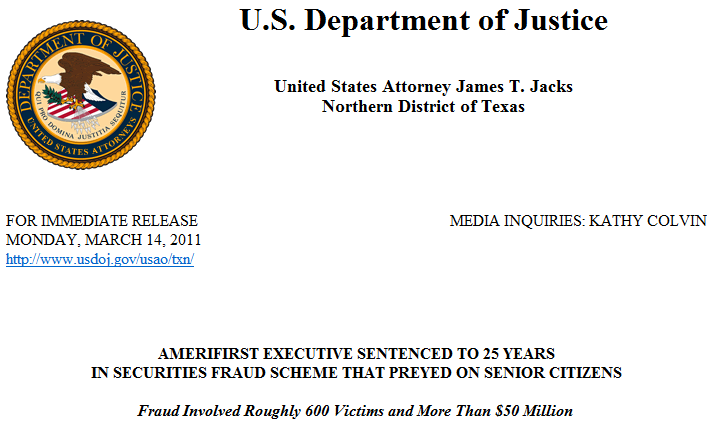 U.S. Department of Justice
DEPARTMENT OF JUSTICE
QUI PRO DOMINA JUSTITIA SEQUITUR
UNITED STATES ATTORNEYS
United States Attorney James T. Jacks
Northern District of Texas
FOR IMMEDIATE RELEASE
MEDIA INQUIRIES: KATHY COLVIN
MONDAY, MARCH 14, 2011
http://www.usdoj.gov/usao/txn/
AMERIFIRST EXECUTIVE SENTENCED TO 25 YEARS
IN SECURITIES FRAUD SCHEME THAT PREYED ON SENIOR CITIZENS
Fraud Involved Roughly 600 Victims and More Than $50 Million